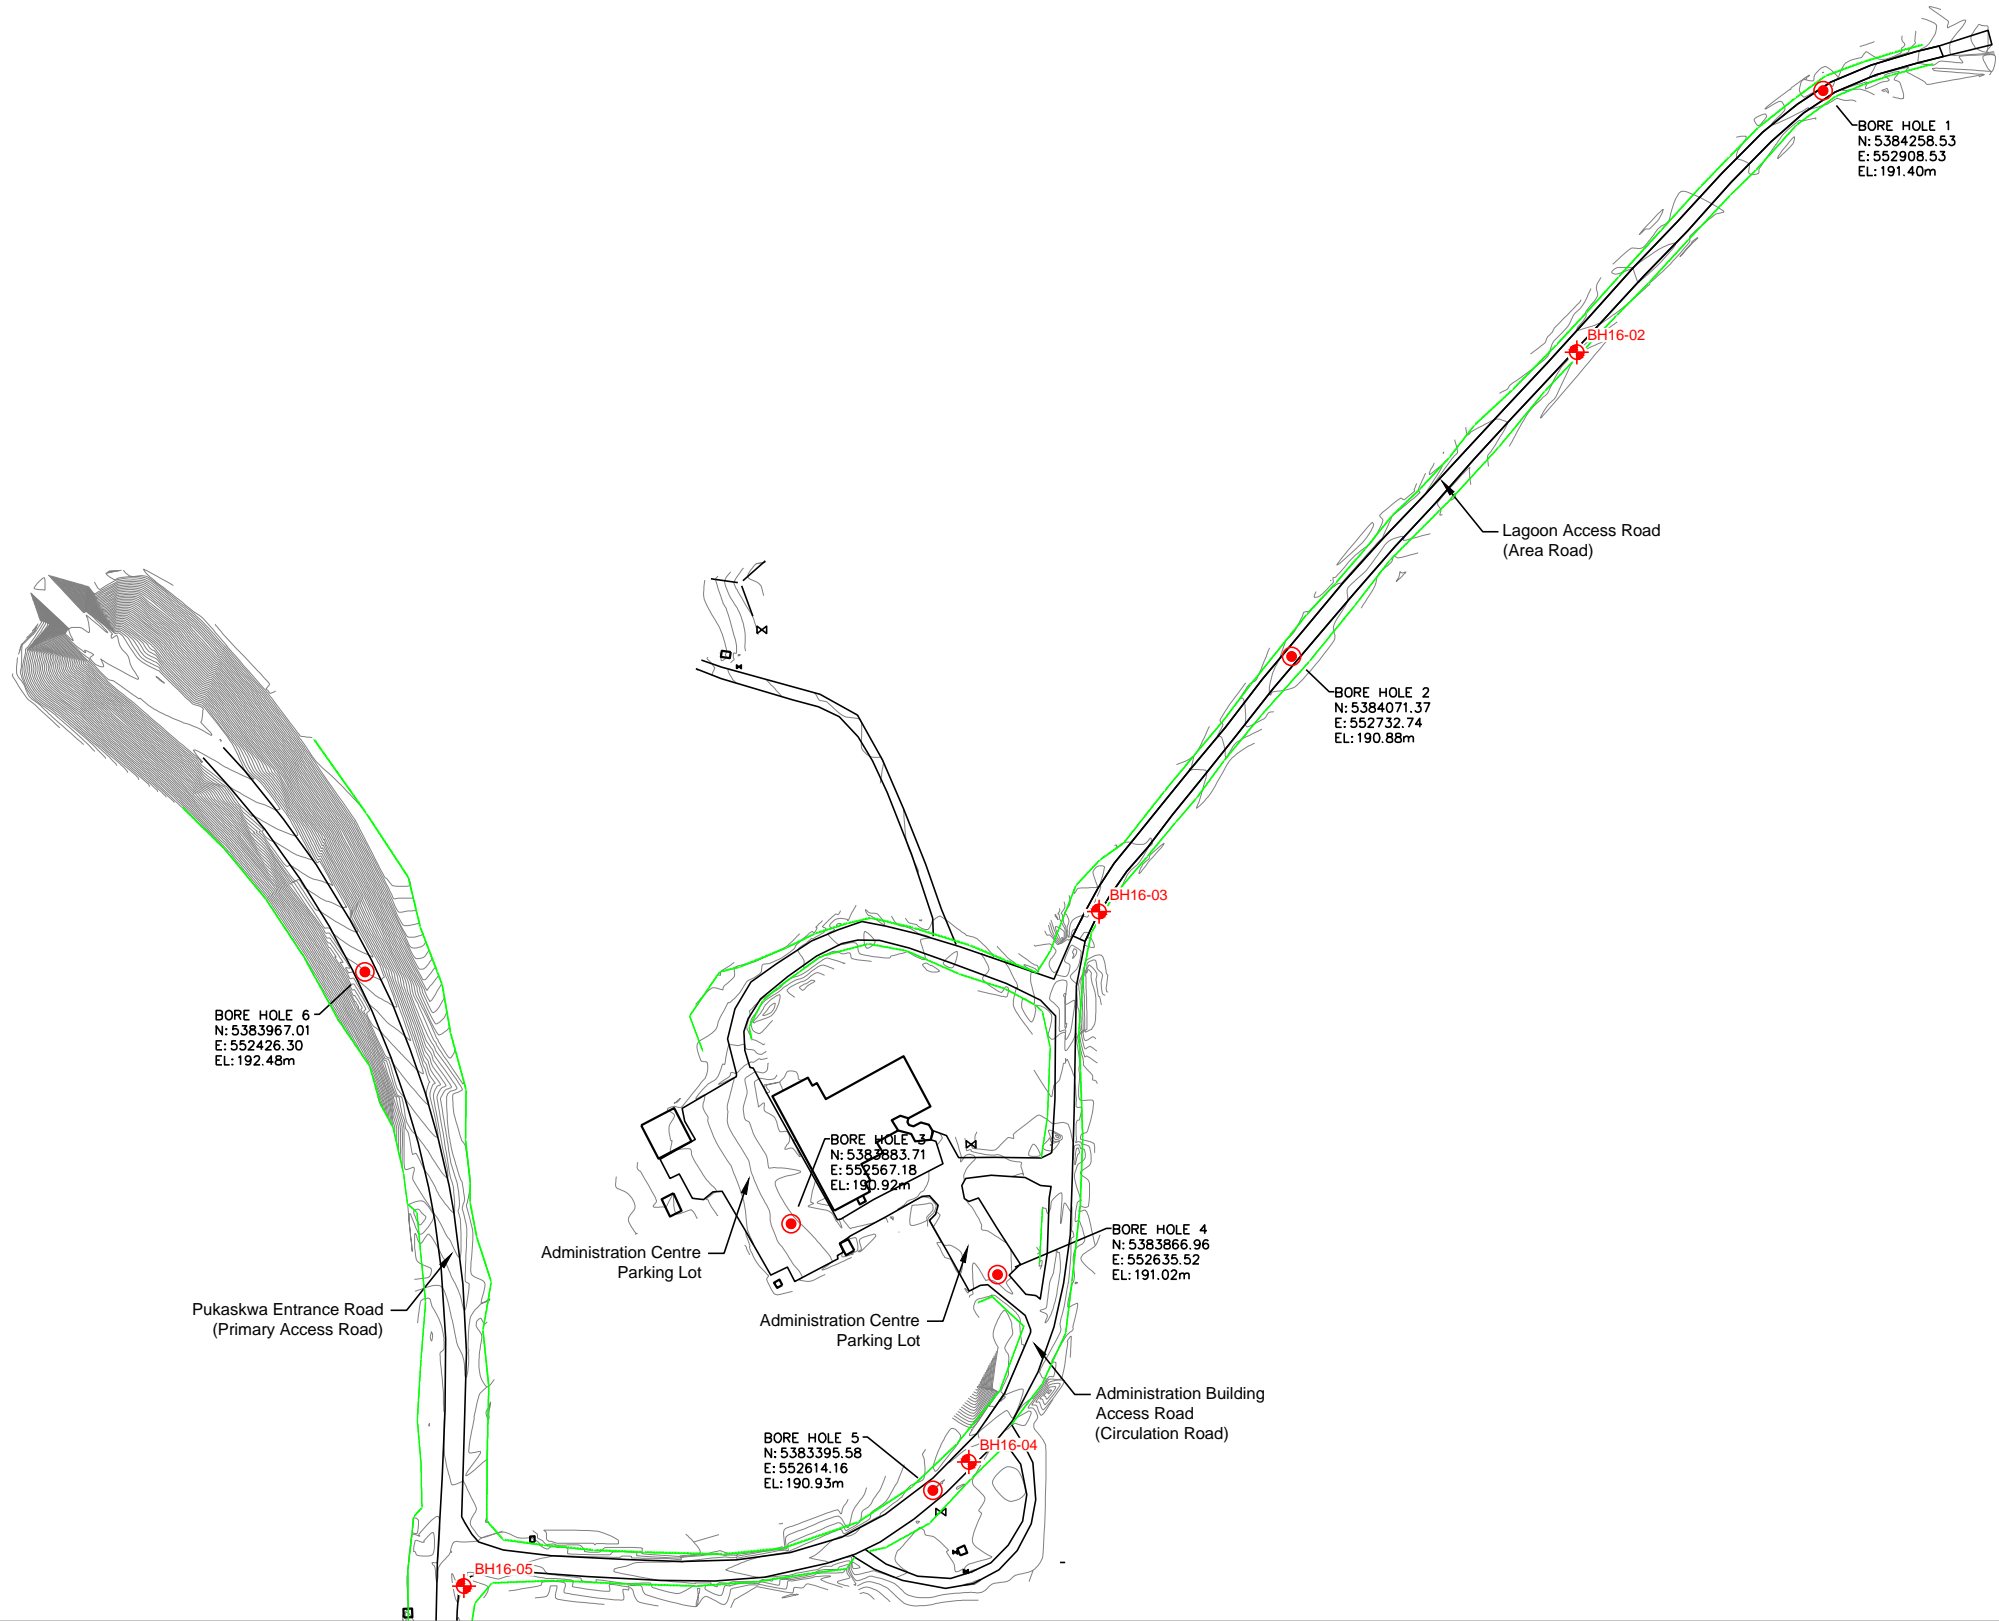 BORE HOLE 1
N: 5384258.53
E: 552908.53
EL: 191.40m
BH16-02
Lagoon Access Road
(Area Road)
BORE HOLE 2
N: 5384071.37
E: 552732.74
EL: 190.88m
BH16-03
BORE HOLE 6
N: 5383967.01
E: 552426.30
EL: 192.48m
BORE HOLE 3
N: 5383883.71
E: 552567.18
EL: 190.92m
BORE HOLE 4
N: 5383866.96
E: 552635.52
EL: 191.02m
Administration Centre
Parking Lot
Pukaskwa Entrance Road
(Primary Access Road)
Administration Centre
Parking Lot
Administration Building
Access Road
(Circulation Road)
BORE HOLE 5
N: 5383395.58
E: 552614.16
EL: 190.93m
BH16-04
BH16-05